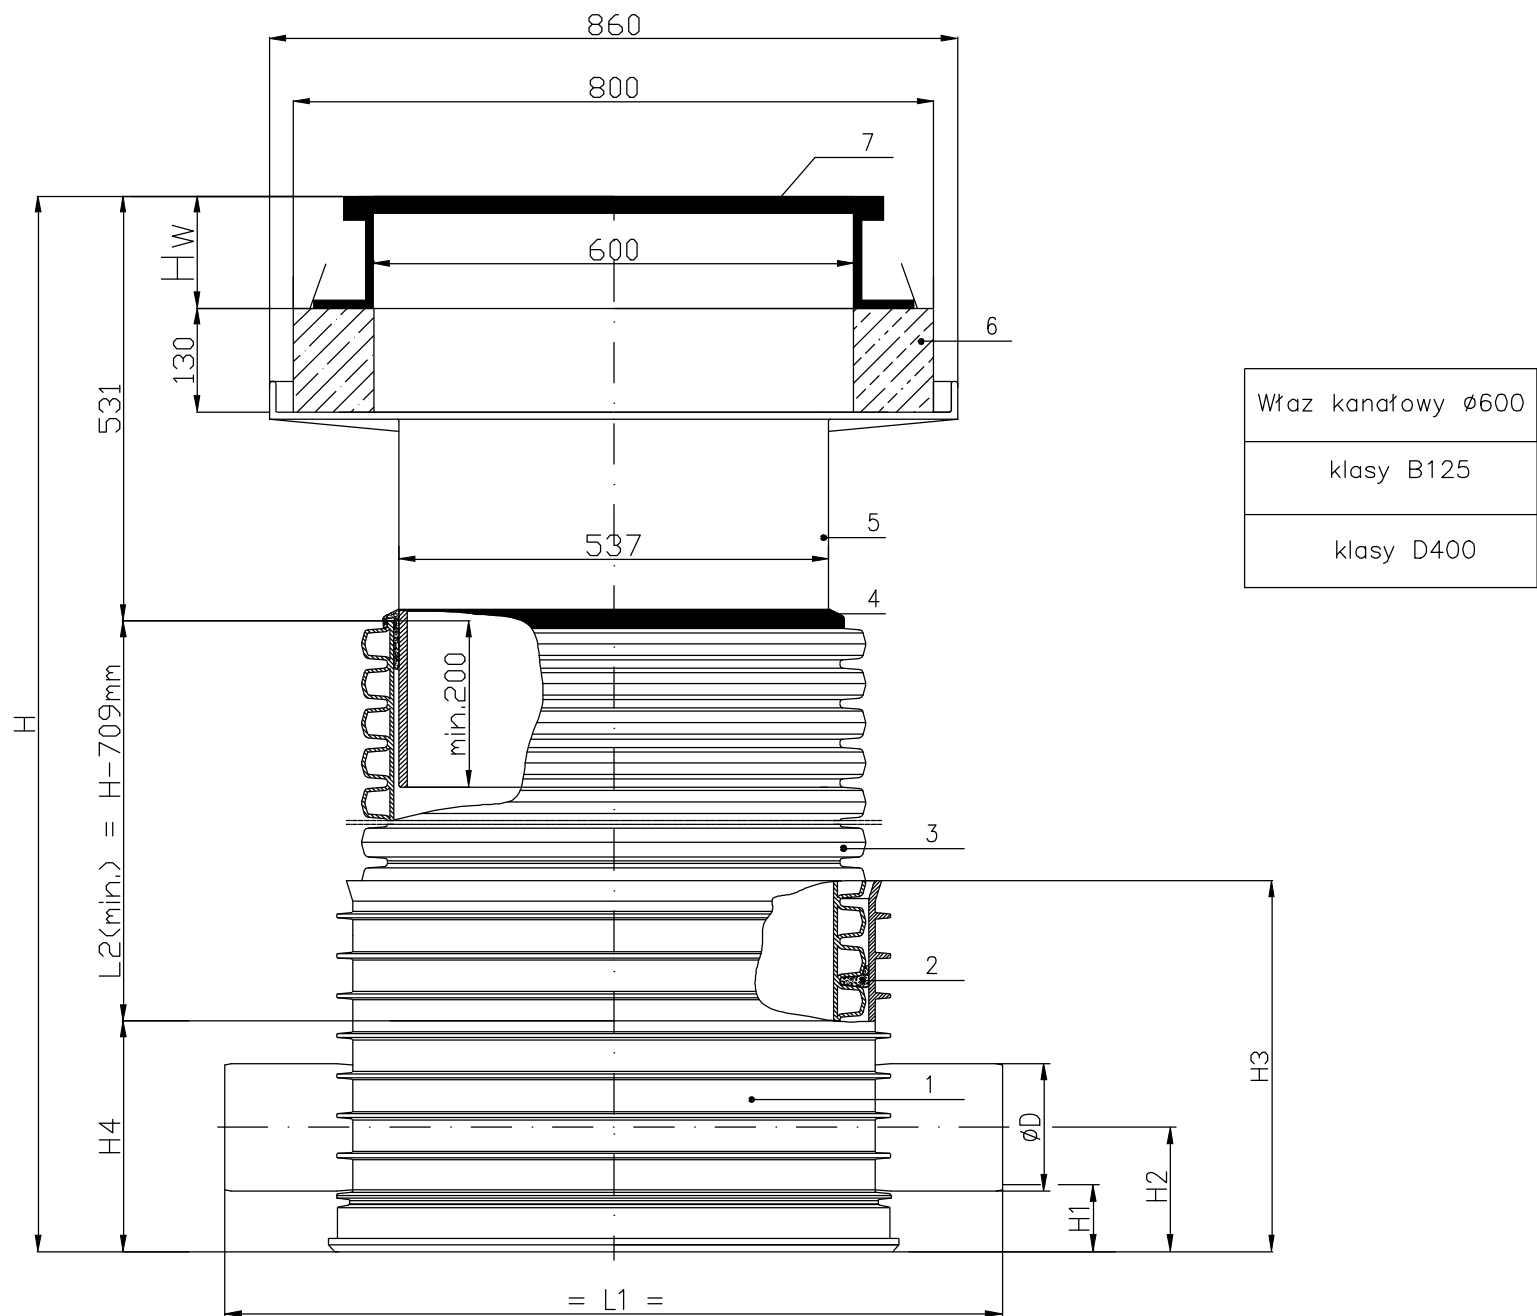 860
800
7
Hw
600
130
6
531
Właz kanałowy ø600
klasy B125
klasy D400
5
537
4
min.200
H
L2(min.) = H-709mm
3
2
H3
1
H4
øD
H2
H1
= L1 =